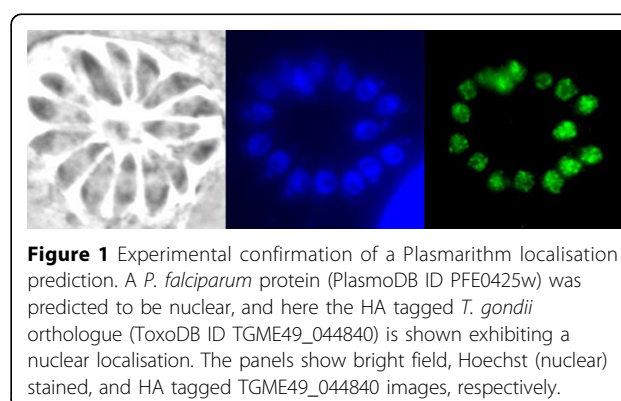 Figure 1 Experimental confirmation of a Plasmarithm localisation
prediction. A P. falciparum protein (PlasmoDB ID PFE0425w) was
predicted to be nuclear, and here the HA tagged T. gondii
orthologue (ToxoDB ID TGME49_044840) is shown exhibiting a
nuclear localisation. The panels show bright field, Hoechst (nuclear)
stained, and HA tagged TGME49_044840 images, respectively.